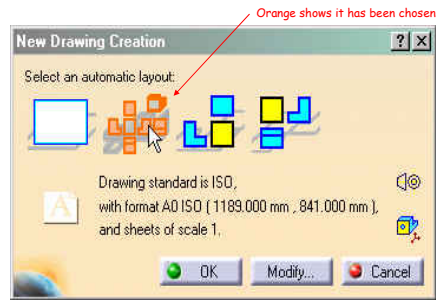 Orange shows it has been chosen
New Drawing Creation
? X
Select an automatic layout:
A
Drawing standard is ISO,
with format A0 ISO ( 1189.000 mm , 841.000 mm ),
and sheets of scale 1.
OK Modify... Cancel